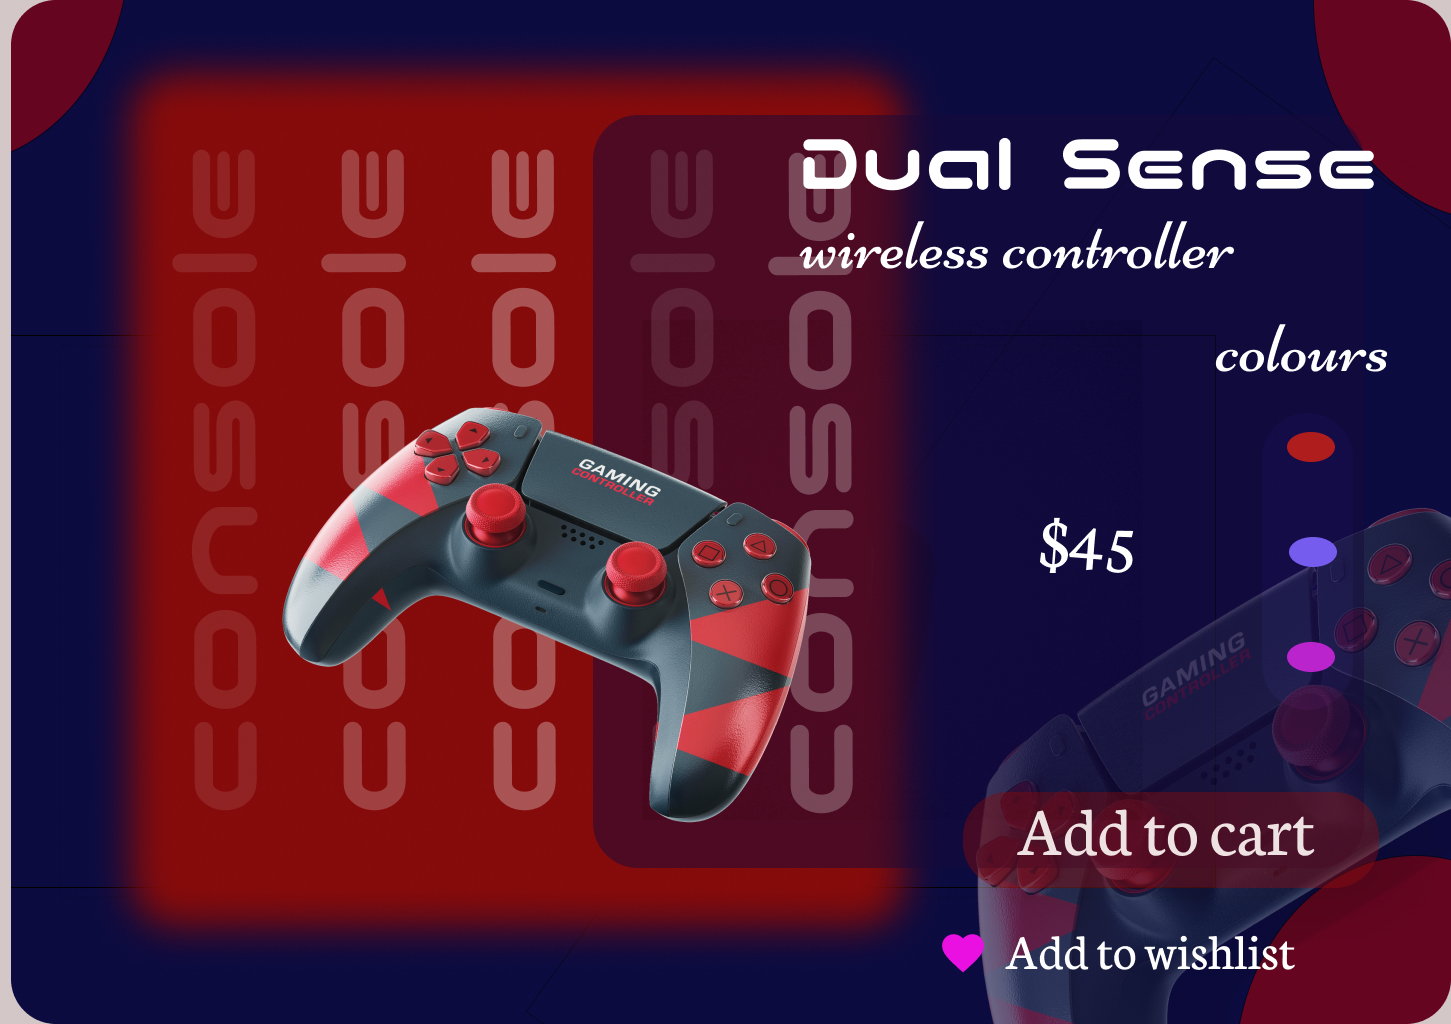 Dual Sense
wireless controller
colours
console
console
console
console
console
GAMING
CONTROLLER
$45
GAMING
CONTROLLER
Add to cart
Add to wishlist